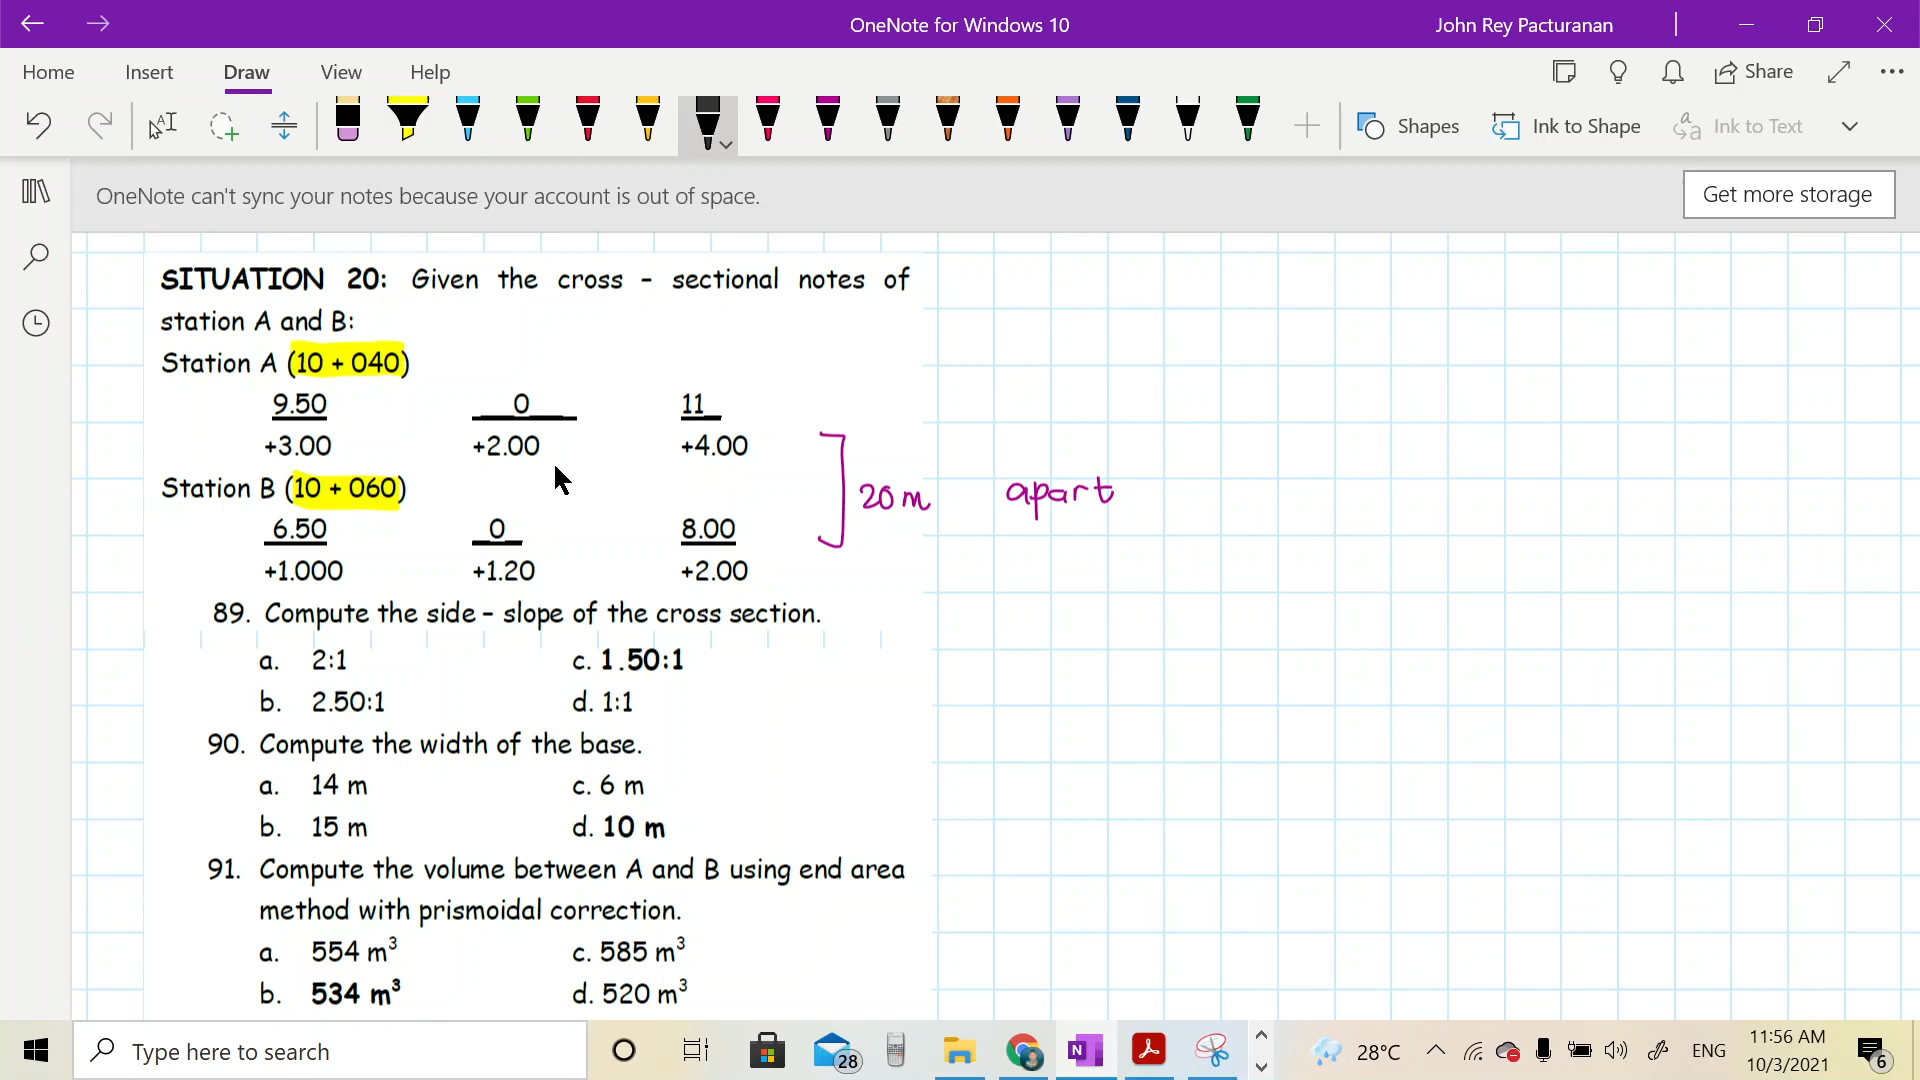 OneNote for Windows 10
John Rey Pacturanan
Home Insert Draw View Help
Share
Shapes Ink to Shape Ink to Text
OneNote can't sync your notes because your account is out of space.
Get more storage
SITUATION 20: Given the cross - sectional notes of
station A and B:
Station A (10 + 040)
9.50 0 11
+3.00 +2.00 +4.00
Station B (10 + 060)
20 m apart
6.50 0 8.00
+1.000 +1.20 +2.00
89. Compute the side - slope of the cross section.
a. 2:1 c. 1.50:1
b. 2.50:1 d. 1:1
90. Compute the width of the base.
a. 14 m c. 6 m
b. 15 m d. 10 m
91. Compute the volume between A and B using end area
method with prismoidal correction.
a. 554 m³ c. 585 m³
b. 534 m³ d. 520 m³
Type here to search
28
N
28°C
ENG
11:56 AM
10/3/2021
6